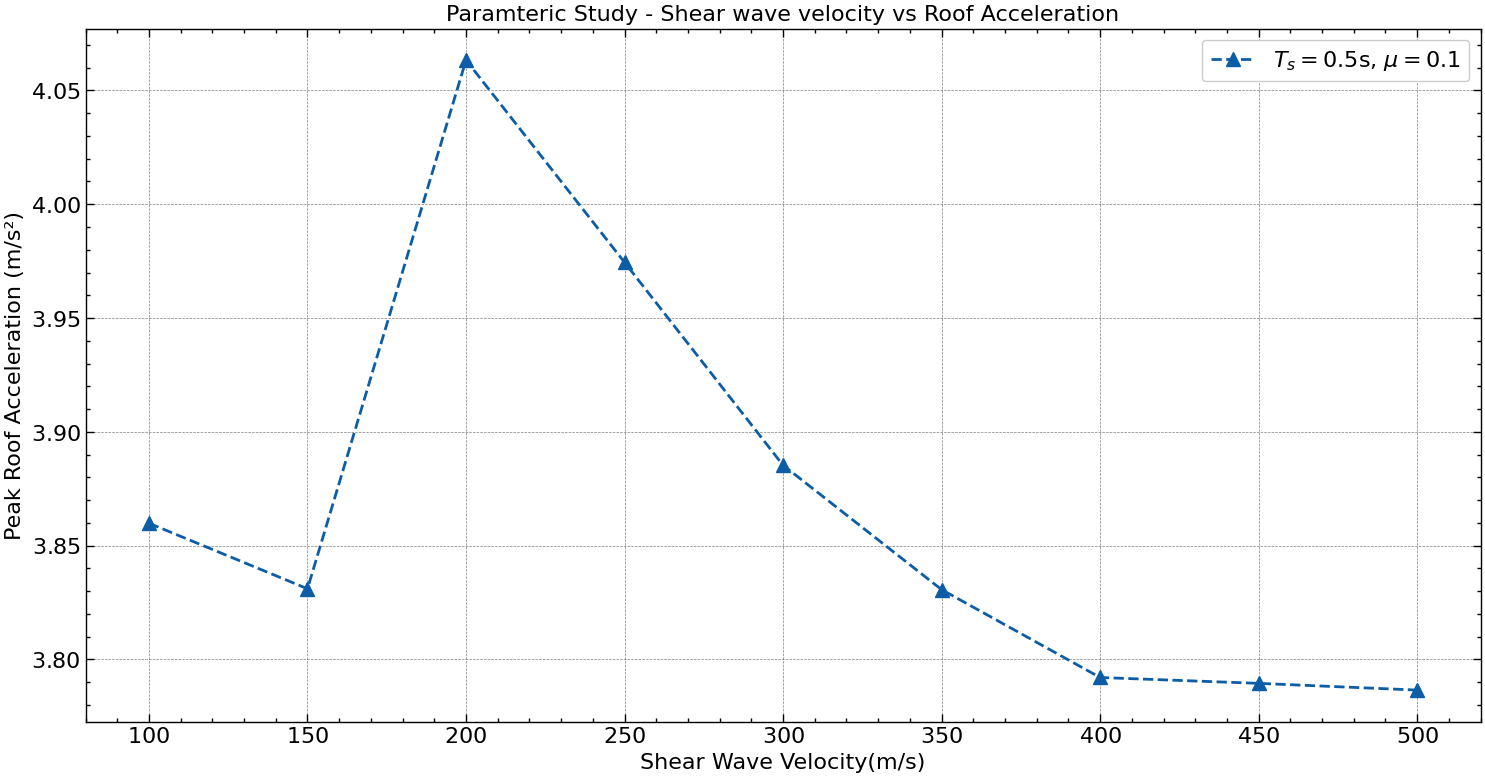 Paramteric Study - Shear wave velocity vs Roof Acceleration
T_s = 0.5s, μ = 0.1
Peak Roof Acceleration (m/s²)
4.05
4.00
3.95
3.90
3.85
3.80
100 150 200 250 300 350 400 450 500
Shear Wave Velocity(m/s)